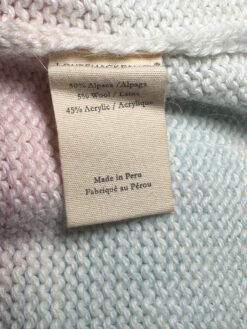 50% Alpaca / Alpaga
5% Wool / Laine
45% Acrylic / Acrylique
Made in Peru
Fabriqué au Pérou